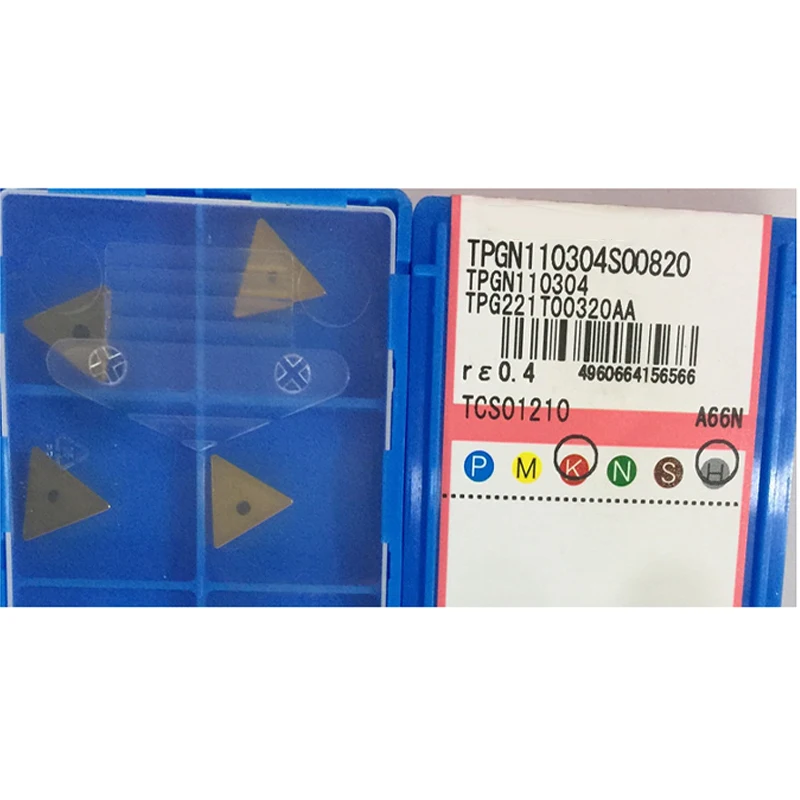 TPGN110304S00820
TPGN110304
TPG221T00320AA
rε0.4 4960664156566
TCS01210 A66N
P M K N S H